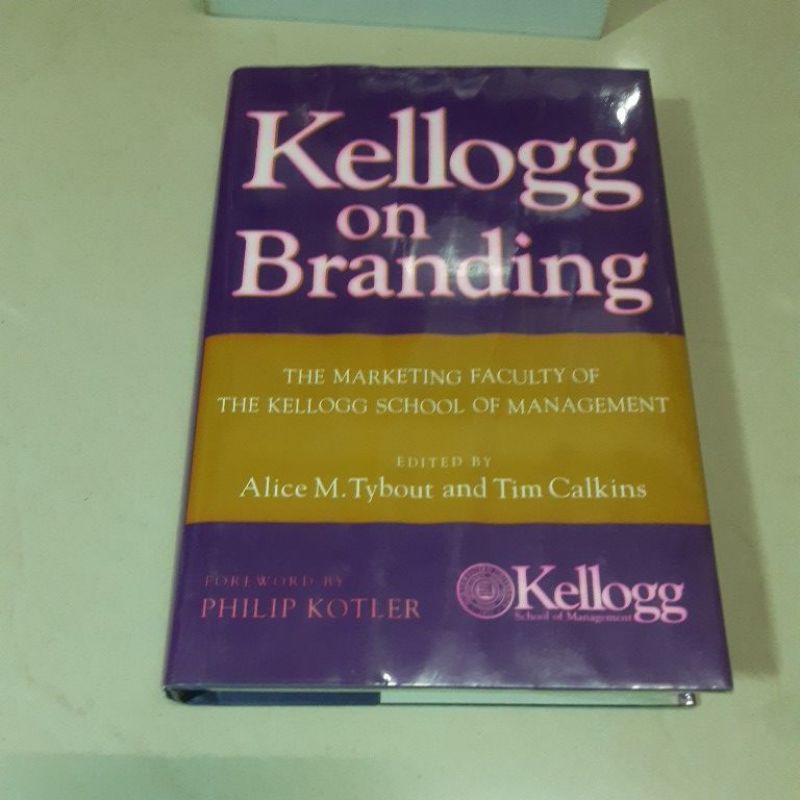 Kellogg
on
Branding
THE MARKETING FACULTY OF
THE KELLOGG SCHOOL OF MANAGEMENT
EDITED BY
Alice M. Tybout and Tim Calkins
FOREWORD BY
PHILIP KOTLER
Kellogg
School of Management